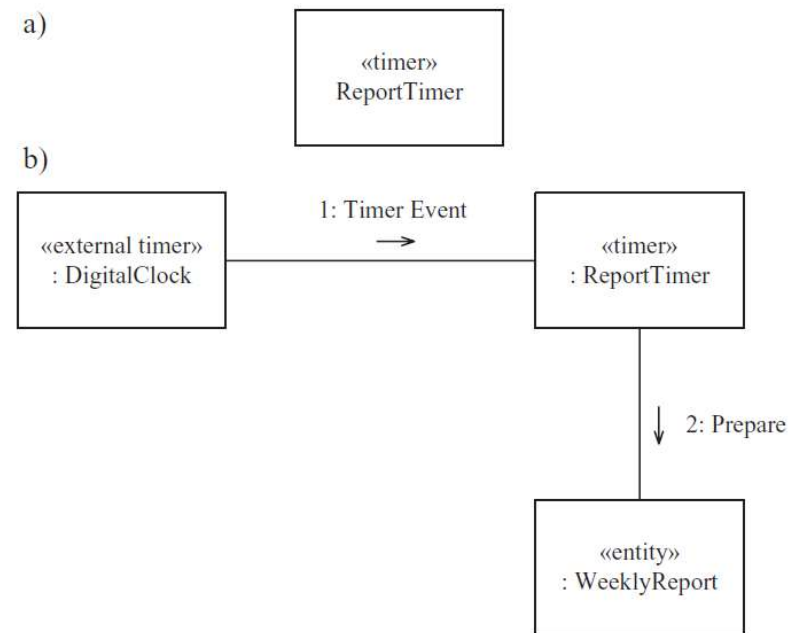 a)
«timer»
ReportTimer
b)
1: Timer Event
«external timer»
: DigitalClock
«timer»
: ReportTimer
2: Prepare
«entity»
: WeeklyReport